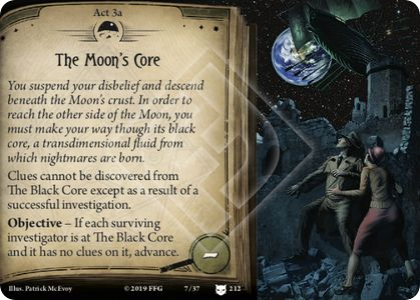 Act 3a
The Moon's Core
You suspend your disbelief and descend
beneath the Moon's crust. In order to
reach the other side of the Moon, you
must make your way though its black
core, a transdimensional fluid from
which nightmares are born.
Clues cannot be discovered from
The Black Core except as a result of a
successful investigation.
Objective – If each surviving
investigator is at The Black Core
and it has no clues on it, advance.
–
Illus. Patrick McEvoy © 2019 FFG 7/37 212